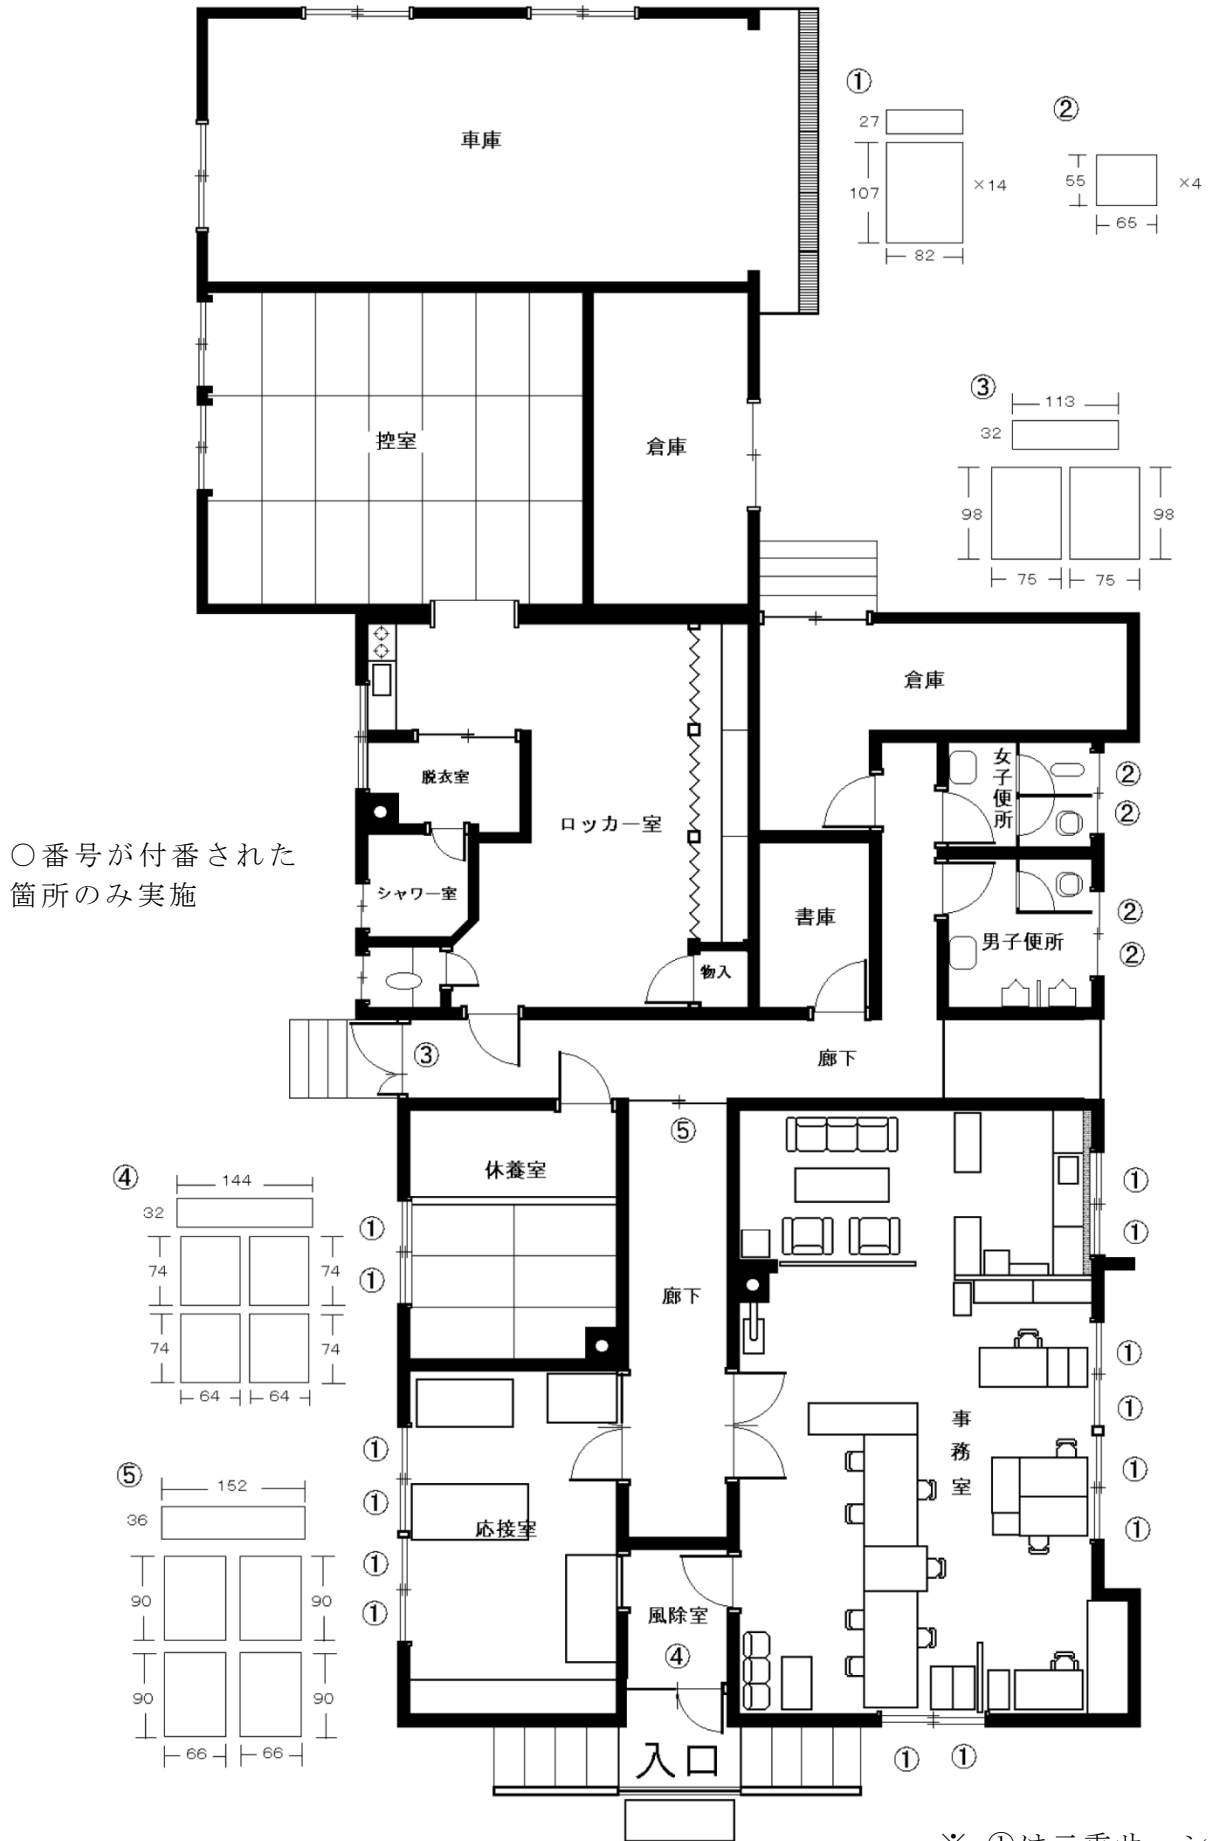 車庫
①
27
107
×14
82
②
55
×4
65
控室
倉庫
③
113
32
98
98
75
75
倉庫
脱衣室
ロッカー室
シャワー室
物入
書庫
女子便所
②
②
男子便所
②
②
○番号が付番された
箇所のみ実施
③
廊下
⑤
休養室
①
①
①
①
④
144
32
74
74
74
74
64
64
廊下
事務室
①
①
①
①
①
①
①
①
⑤
152
36
90
90
90
90
66
66
応接室
風除室
④
入口
①
①